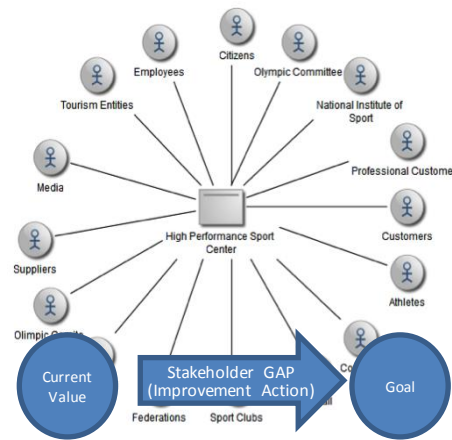 Citizens
Employees
Olympic Committee
Tourism Entities
National Institute of
Sport
Professional Custome
Media
High Performance Sport
Center
Customers
Suppliers
Athletes
Current
Value
Stakeholder GAP
(Improvement Action)
Goal
Federations
Sport Clubs